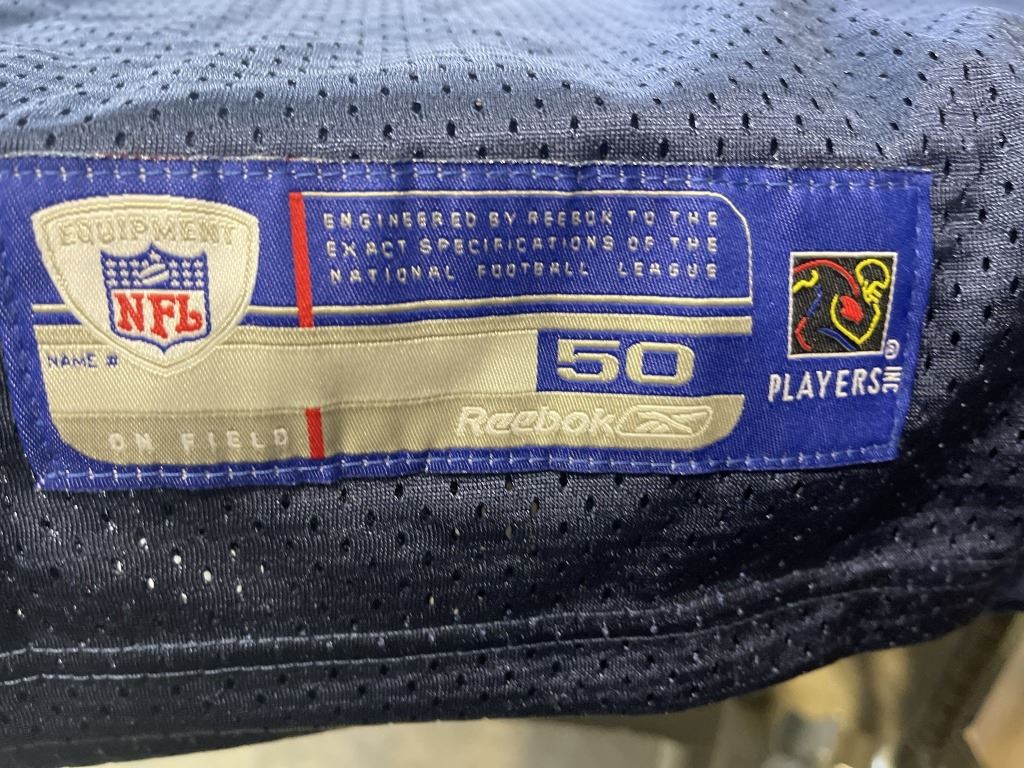 EQUIPMENT
NFL
ENGINEERED BY REEBOK TO THE
EXACT SPECIFICATIONS OF THE
NATIONAL FOOTBALL LEAGUE
NAME #
50
ON FIELD
Reebok
PLAYERS INC
®